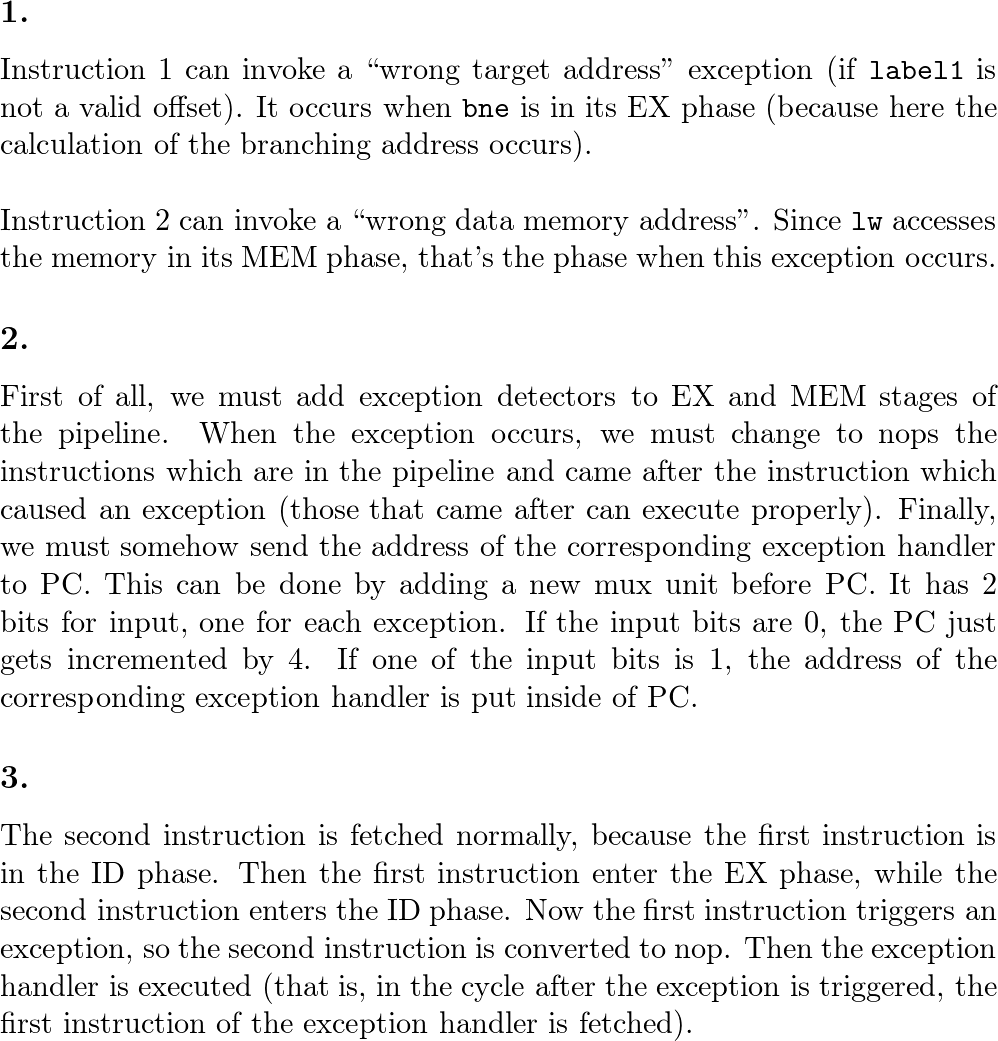 1.
Instruction 1 can invoke a “wrong target address” exception (if label1 is
not a valid offset). It occurs when bne is in its EX phase (because here the
calculation of the branching address occurs).
Instruction 2 can invoke a “wrong data memory address”. Since lw accesses
the memory in its MEM phase, that’s the phase when this exception occurs.
2.
First of all, we must add exception detectors to EX and MEM stages of
the pipeline. When the exception occurs, we must change to nops the
instructions which are in the pipeline and came after the instruction which
caused an exception (those that came after can execute properly). Finally,
we must somehow send the address of the corresponding exception handler
to PC. This can be done by adding a new mux unit before PC. It has 2
bits for input, one for each exception. If the input bits are 0, the PC just
gets incremented by 4. If one of the input bits is 1, the address of the
corresponding exception handler is put inside of PC.
3.
The second instruction is fetched normally, because the first instruction is
in the ID phase. Then the first instruction enter the EX phase, while the
second instruction enters the ID phase. Now the first instruction triggers an
exception, so the second instruction is converted to nop. Then the exception
handler is executed (that is, in the cycle after the exception is triggered, the
first instruction of the exception handler is fetched).